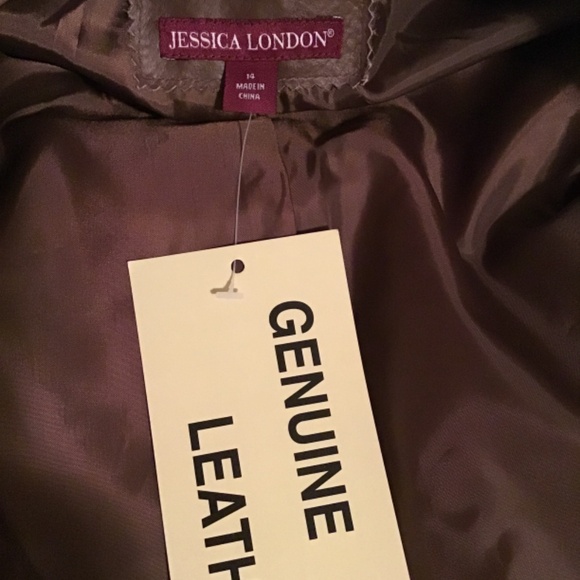 JESSICA LONDON®
14
MADE IN
CHINA
GENUINE
LEATH